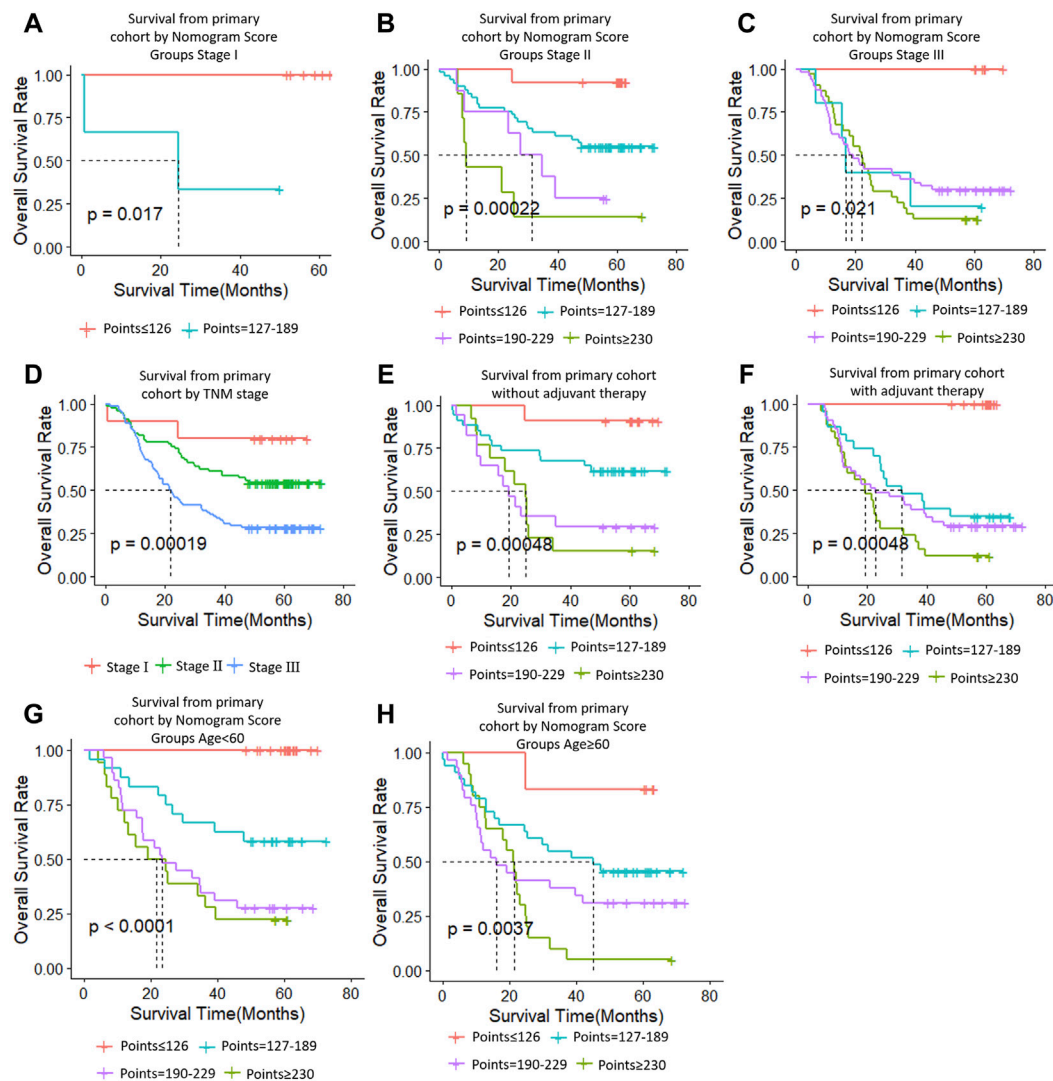 A
Survival from primary
cohort by Nomogram Score
Groups Stage I
Overall Survival Rate
1.00
0.75
0.50
0.25
0.00
p = 0.017
0 20 40 60
Survival Time(Months)
Points≤126 Points=127-189
B
Survival from primary
cohort by Nomogram Score
Groups Stage II
Overall Survival Rate
1.00
0.75
0.50
0.25
0.00
p = 0.00022
0 20 40 60 80
Survival Time(Months)
Points≤126 Points=127-189
Points=190-229 Points≥230
C
Survival from primary
cohort by Nomogram Score
Groups Stage III
Overall Survival Rate
1.00
0.75
0.50
0.25
0.00
p = 0.021
0 20 40 60 80
Survival Time(Months)
Points≤126 Points=127-189
Points=190-229 Points≥230
D
Survival from primary
cohort by TNM stage
Overall Survival Rate
1.00
0.75
0.50
0.25
0.00
p = 0.00019
0 20 40 60 80
Survival Time(Months)
Stage I Stage II Stage III
E
Survival from primary cohort
without adjuvant therapy
Overall Survival Rate
1.00
0.75
0.50
0.25
0.00
p = 0.00048
0 20 40 60 80
Survival Time(Months)
Points≤126 Points=127-189
Points=190-229 Points≥230
F
Survival from primary cohort
with adjuvant therapy
Overall Survival Rate
1.00
0.75
0.50
0.25
0.00
p = 0.00048
0 20 40 60 80
Survival Time(Months)
Points≤126 Points=127-189
Points=190-229 Points≥230
G
Survival from primary
cohort by Nomogram Score
Groups Age<60
Overall Survival Rate
1.00
0.75
0.50
0.25
0.00
p < 0.0001
0 20 40 60 80
Survival Time(Months)
Points≤126 Points=127-189
Points=190-229 Points≥230
H
Survival from primary
cohort by Nomogram Score
Groups Age≥60
Overall Survival Rate
1.00
0.75
0.50
0.25
0.00
p = 0.0037
0 20 40 60 80
Survival Time(Months)
Points≤126 Points=127-189
Points=190-229 Points≥230